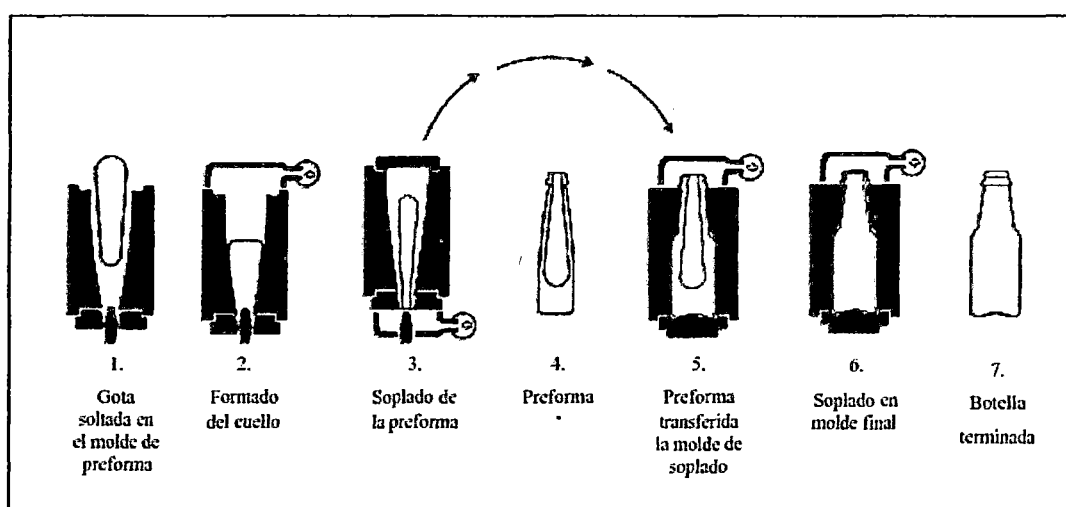 1.
Gota
soltada en
el molde de
preforma
2.
Formado
del cuello
3.
Soplado de
la preforma
4.
Preforma
5.
Preforma
transferida
la molde de
soplado
6.
Soplado en
molde final
7.
Botella
terminada